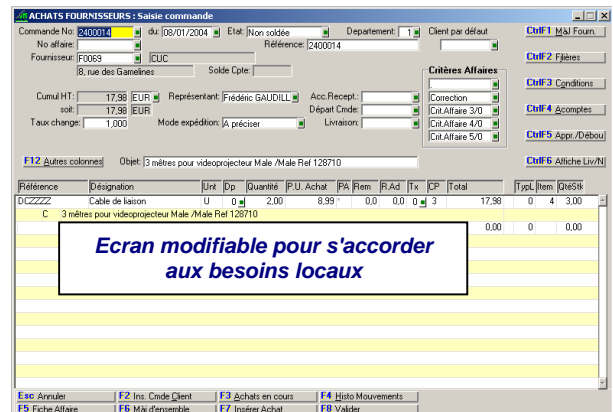 ACHATS FOURNISSEURS : Saisie commande
Commande No: 2400014 du: 08/01/2004 Etat: Non soldée Departement: 1 Client par défaut CtrlF1 MàJ Fourn.
No affaire: Référence: 2400014
Fournisseur: F0069 CUC CtrlF2 Filières
8, rue des Gamelines Solde Cpte: Critères Affaires
CtrlF3 Conditions
Cumul HT: 17,98 EUR Représentant: Frédéric GAUDILL Acc.Recept.: Correction
soit: 17,98 EUR Départ Cmde: Crit.Affaire 3/0 CtrlF4 Acomptes
Taux change: 1,000 Mode expédition: A préciser Livraison: Crit.Affaire 4/0
Crit.Affaire 5/0 CtrlF5 Appr./Débou
F12 Autres colonnes Objet: 3 mètres pour videoprojecteur Male /Male Ref 128710 CtrlF6 Affiche Liv/N
Référence Désignation Unt Dp Quantité P.U. Achat PA Rem R.Ad Tx CP Total TypL Item QtéStk
DCZZZZ Cable de liaison U 0 2,00 8,99 * 0,0 0,0 0 3 17,98 0 4 3,00
C 3 mètres pour videoprojecteur Male /Male Ref 128710
0,00 0 0,00
Ecran modifiable pour s'accorder
aux besoins locaux
Esc Annuler F2 Ins. Cmde Client F3 Achats en cours F4 Histo Mouvements
F5 Fiche Affaire F6 Màj d'ensemble F7 Insérer Achat F8 Valider